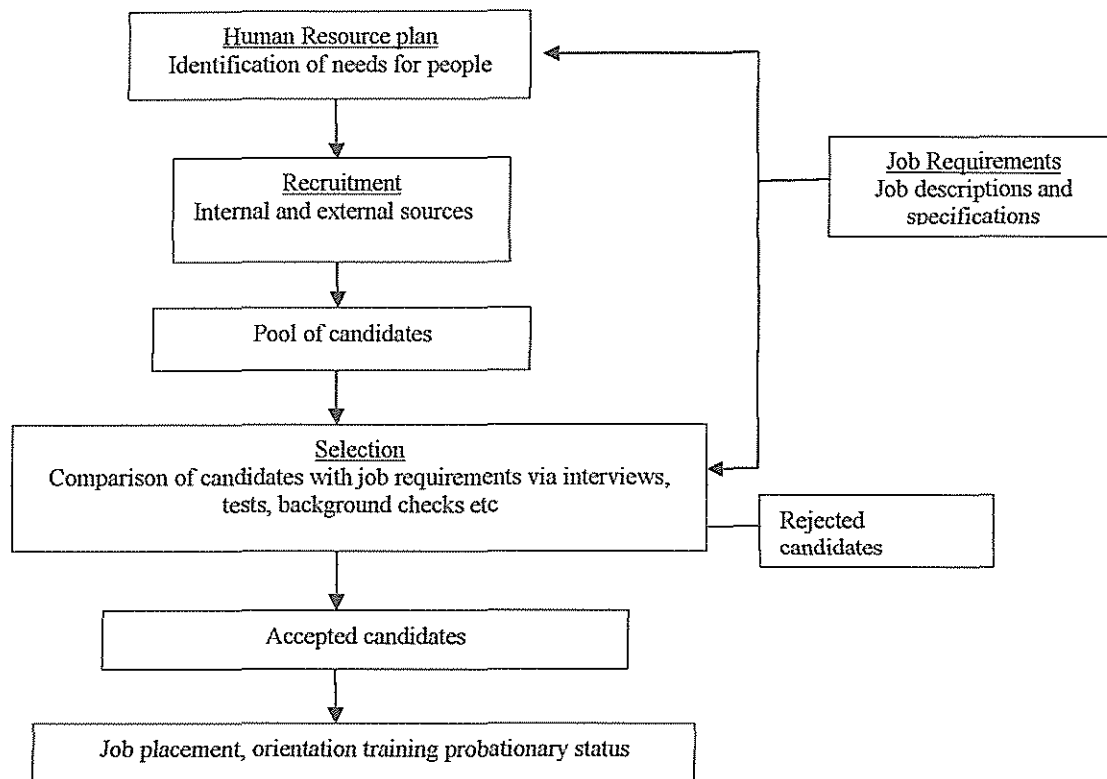 Human Resource plan
Identification of needs for people
Recruitment
Internal and external sources
Job Requirements
Job descriptions and
specifications
Pool of candidates
Selection
Comparison of candidates with job requirements via interviews,
tests, background checks etc
Rejected
candidates
Accepted candidates
Job placement, orientation training probationary status